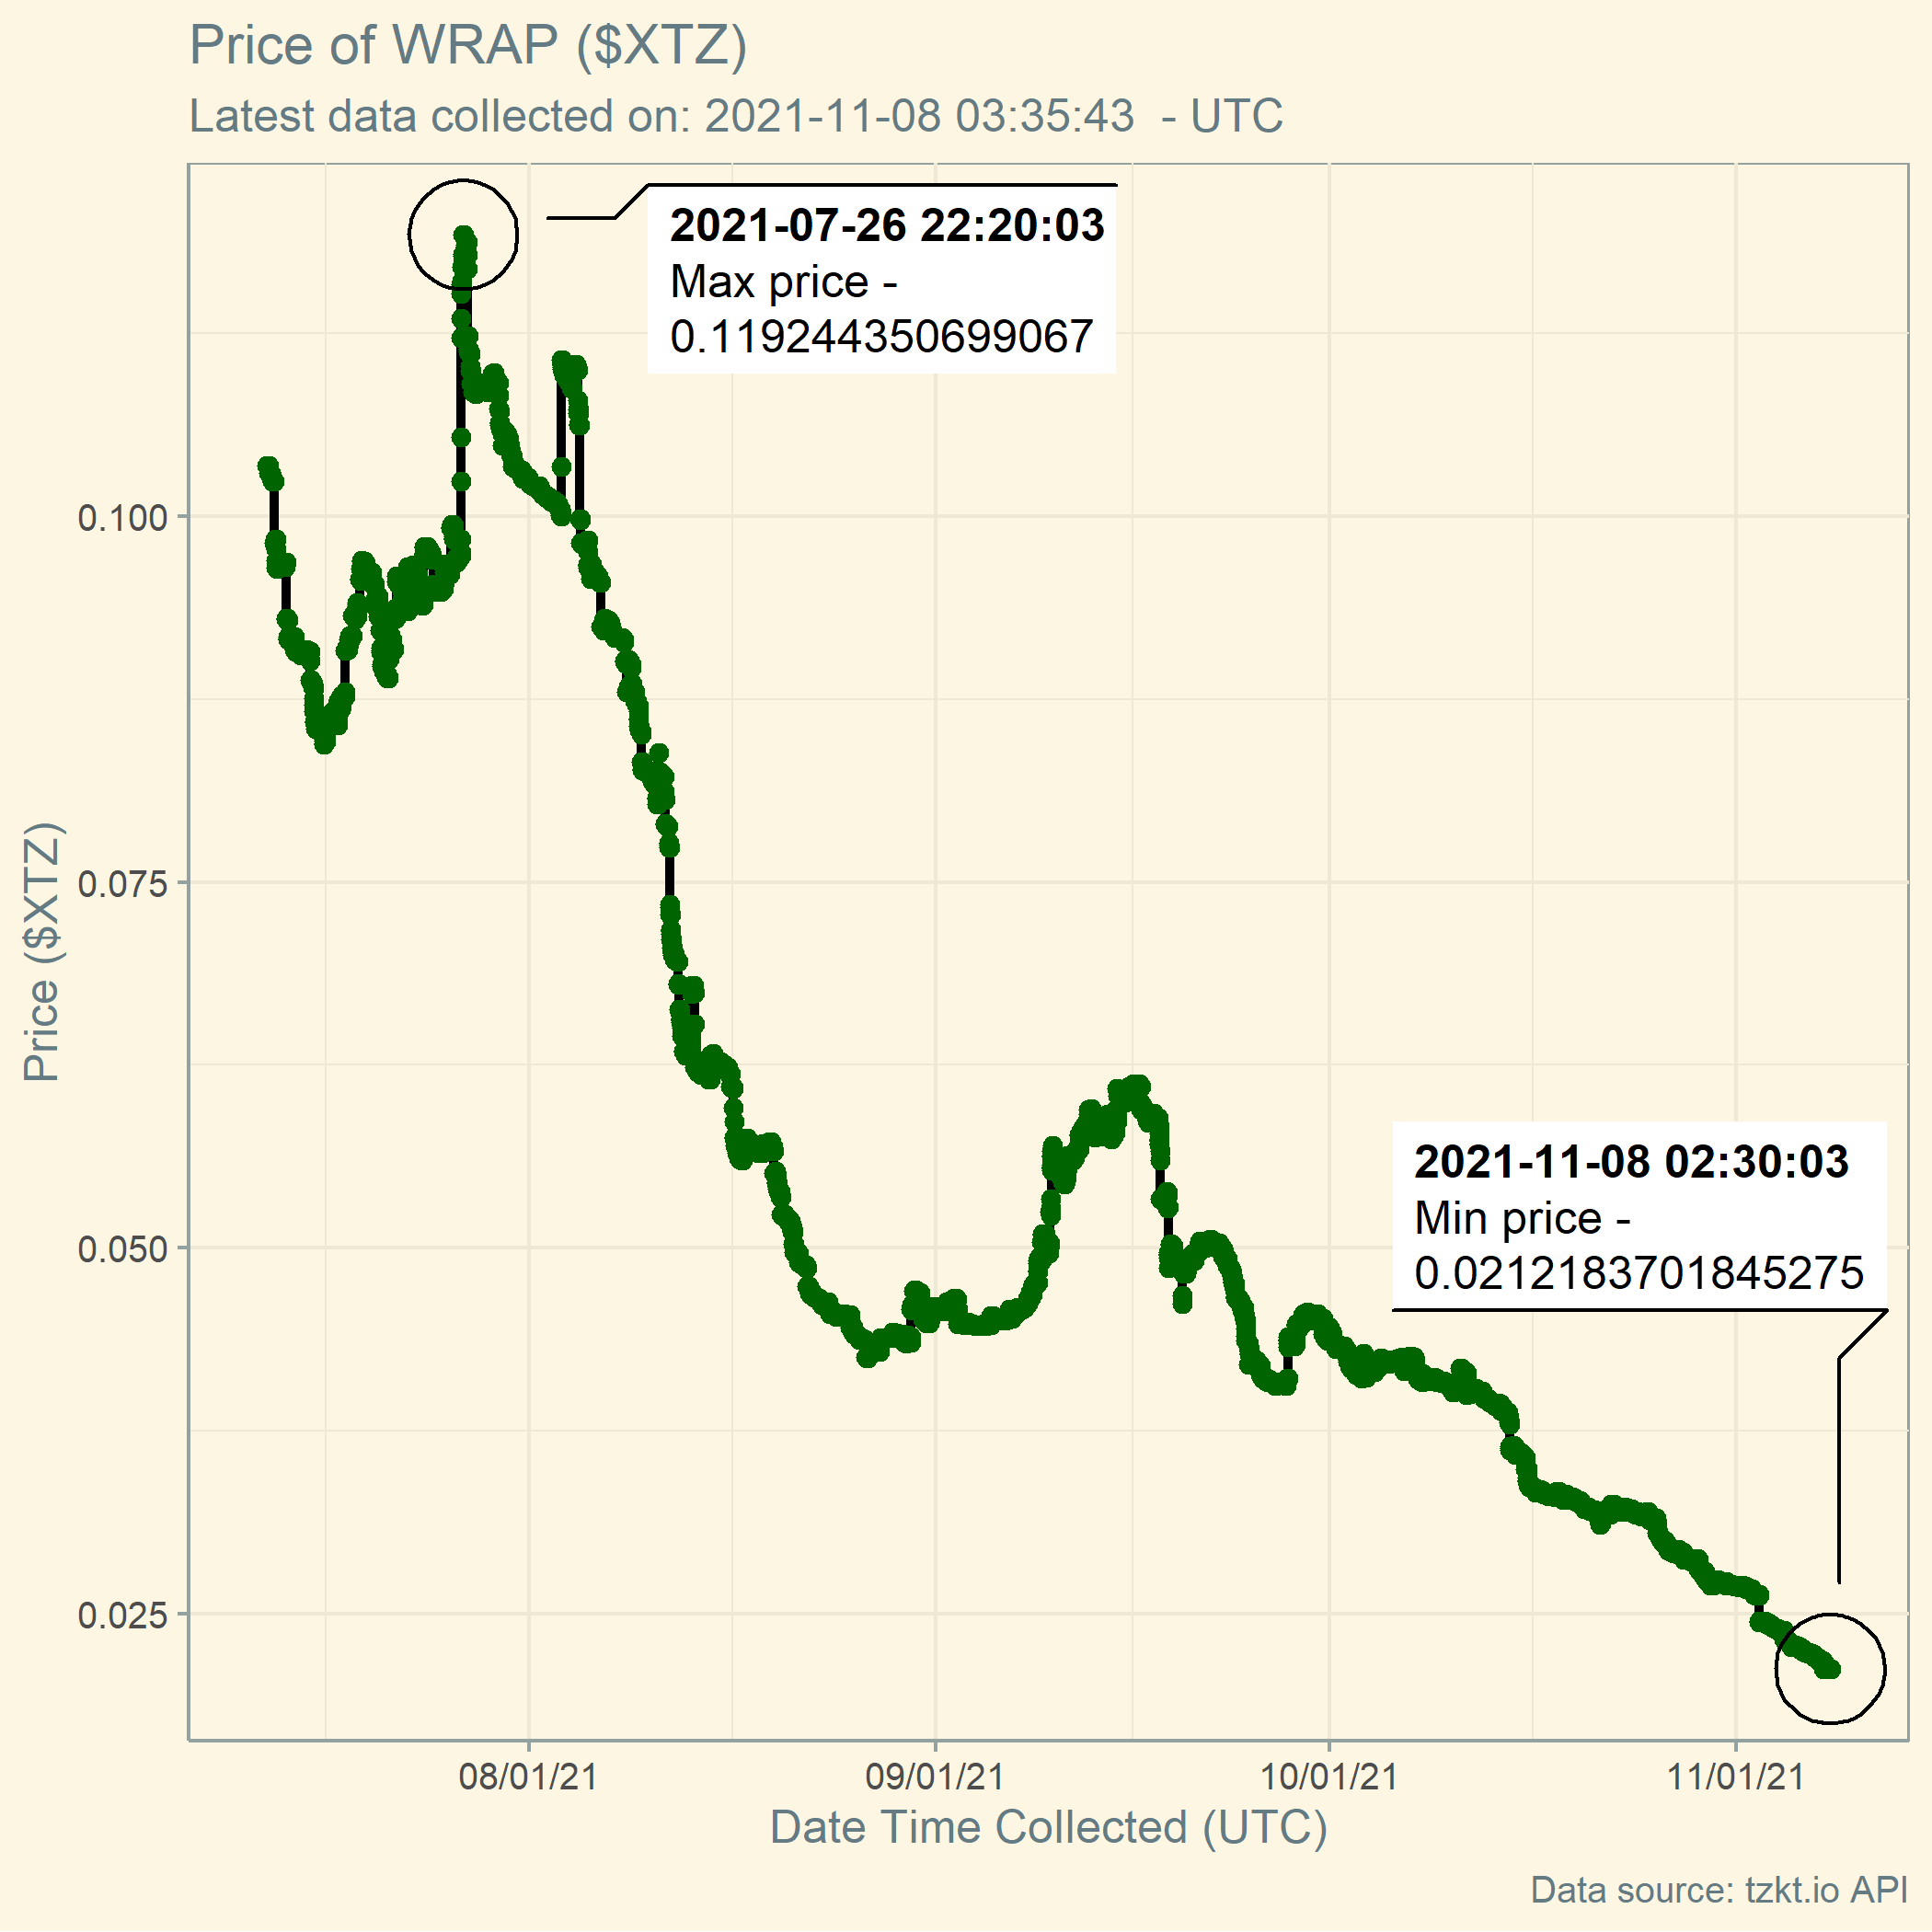 Price of WRAP ($XTZ)
Latest data collected on: 2021-11-08 03:35:43  - UTC
2021-07-26 22:20:03
Max price -
0.119244350699067
0.100
0.075
0.050
0.025
Price ($XTZ)
2021-11-08 02:30:03
Min price -
0.0212183701845275
08/01/21
09/01/21
10/01/21
11/01/21
Date Time Collected (UTC)
Data source: tzkt.io API